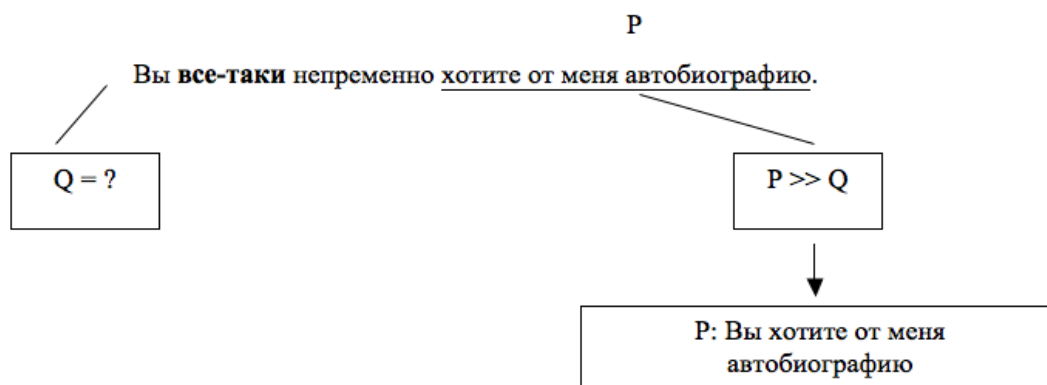 P
Вы все-таки непременно хотите от меня автобиографию.
Q = ?
P >> Q
P: Вы хотите от меня
автобиографию